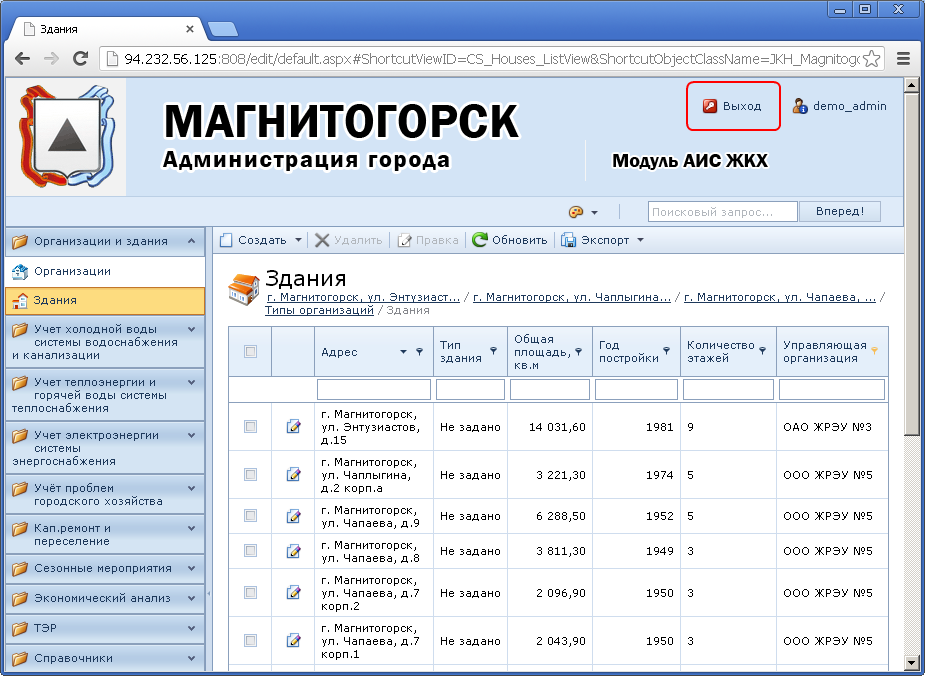 Здания
94.232.56.125:808/edit/default.aspx#ShortcutViewID=CS_Houses_ListView&ShortcutObjectClassName=JKH_Magnitogo
МАГНИТОГОРСК
Администрация города
Выход
demo_admin
Модуль АИС ЖКХ
Поисковый запрос...
Вперед!
Организации и здания
Организации
Здания
Учет холодной воды
системы водоснабжения
и канализации
Учет теплоэнергии и
горячей воды системы
теплоснабжения
Учет электроэнергии
системы
энергоснабжения
Учёт проблем
городского хозяйства
Кап.ремонт и
переселение
Сезонные мероприятия
Экономический анализ
ТЭР
Справочники
Создать Удалить Правка Обновить Экспорт
Здания
г. Магнитогорск, ул. Энтузиаст... / г. Магнитогорск, ул. Чаплыгина... / г. Магнитогорск, ул. Чапаева, ... /
Типы организаций / Здания
Адрес
Тип
здания
Общая
площадь,
кв.м
Год
постройки
Количество
этажей
Управляющая
организация
г. Магнитогорск,
ул. Энтузиастов,
д.15
Не задано 14 031,60 1981 9 ОАО ЖРЭУ №3
г. Магнитогорск,
ул. Чаплыгина,
д.2 корп.а
Не задано 3 221,30 1974 5 ООО ЖРЭУ №5
г. Магнитогорск,
ул. Чапаева, д.9
Не задано 6 288,50 1952 5 ООО ЖРЭУ №5
г. Магнитогорск,
ул. Чапаева, д.8
Не задано 3 811,30 1949 3 ООО ЖРЭУ №5
г. Магнитогорск,
ул. Чапаева, д.7
корп.2
Не задано 2 096,90 1950 3 ООО ЖРЭУ №5
г. Магнитогорск,
ул. Чапаева, д.7
корп.1
Не задано 2 043,90 1950 3 ООО ЖРЭУ №5